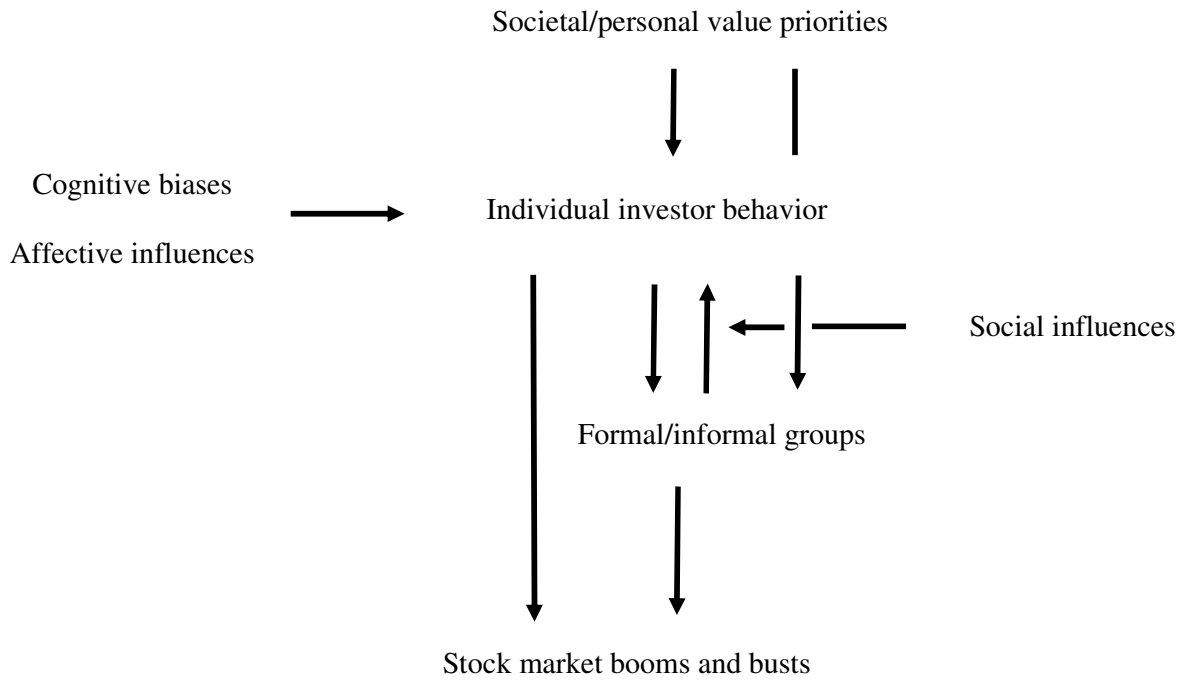 Societal/personal value priorities
Cognitive biases
Individual investor behavior
Affective influences
Social influences
Formal/informal groups
Stock market booms and busts